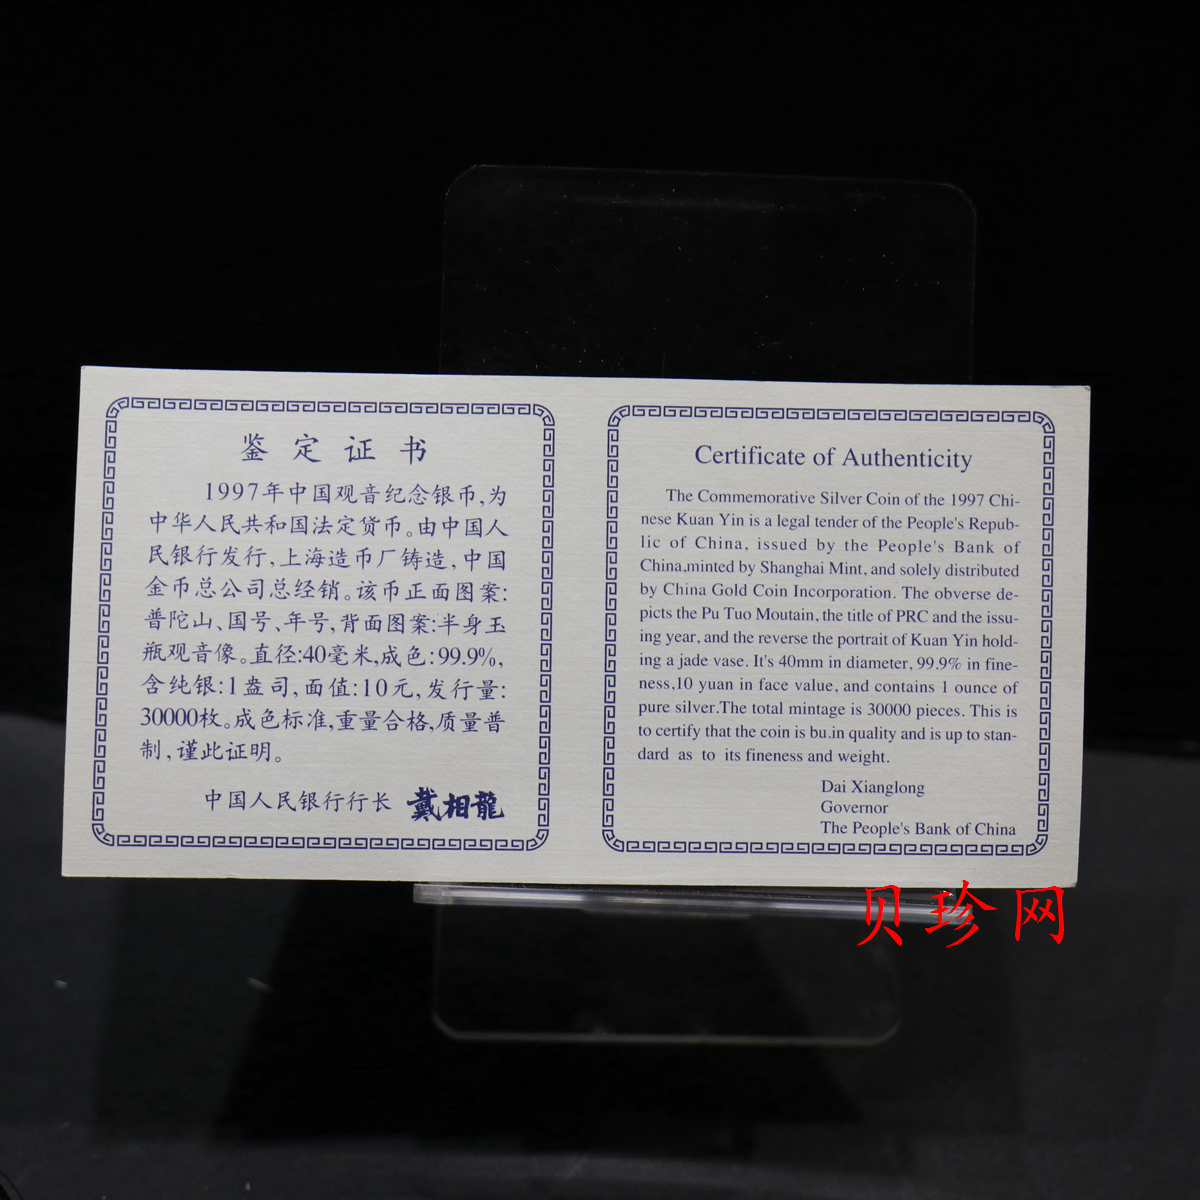 鉴定证书
1997年中国观音纪念银币,为
中华人民共和国法定货币。由中国人
民银行发行,上海造币厂铸造,中国
金币总公司总经销。该币正面图案:
普陀山、国号、年号,背面图案:半身玉
瓶观音像。直径:40毫米,成色:99.9%,
含纯银:1盎司,面值:10元,发行量:
30000枚。成色标准,重量合格,质量普
制,谨此证明。
中国人民银行行长 戴相龍
Certificate of Authenticity
The Commemorative Silver Coin of the 1997 Chi-
nese Kuan Yin is a legal tender of the People's Repub-
lic of China, issued by the People's Bank of
China,minted by Shanghai Mint, and solely distributed
by China Gold Coin Incorporation. The obverse de-
picts the Pu Tuo Moutain, the title of PRC and the issu-
ing year, and the reverse the portrait of Kuan Yin hold-
ing a jade vase. It's 40mm in diameter, 99.9% in fine-
ness,10 yuan in face value, and contains 1 ounce of
pure silver.The total mintage is 30000 pieces. This is
to certify that the coin is bu.in quality and is up to stan-
dard as to its fineness and weight.
Dai Xianglong
Governor
The People's Bank of China
贝珍网